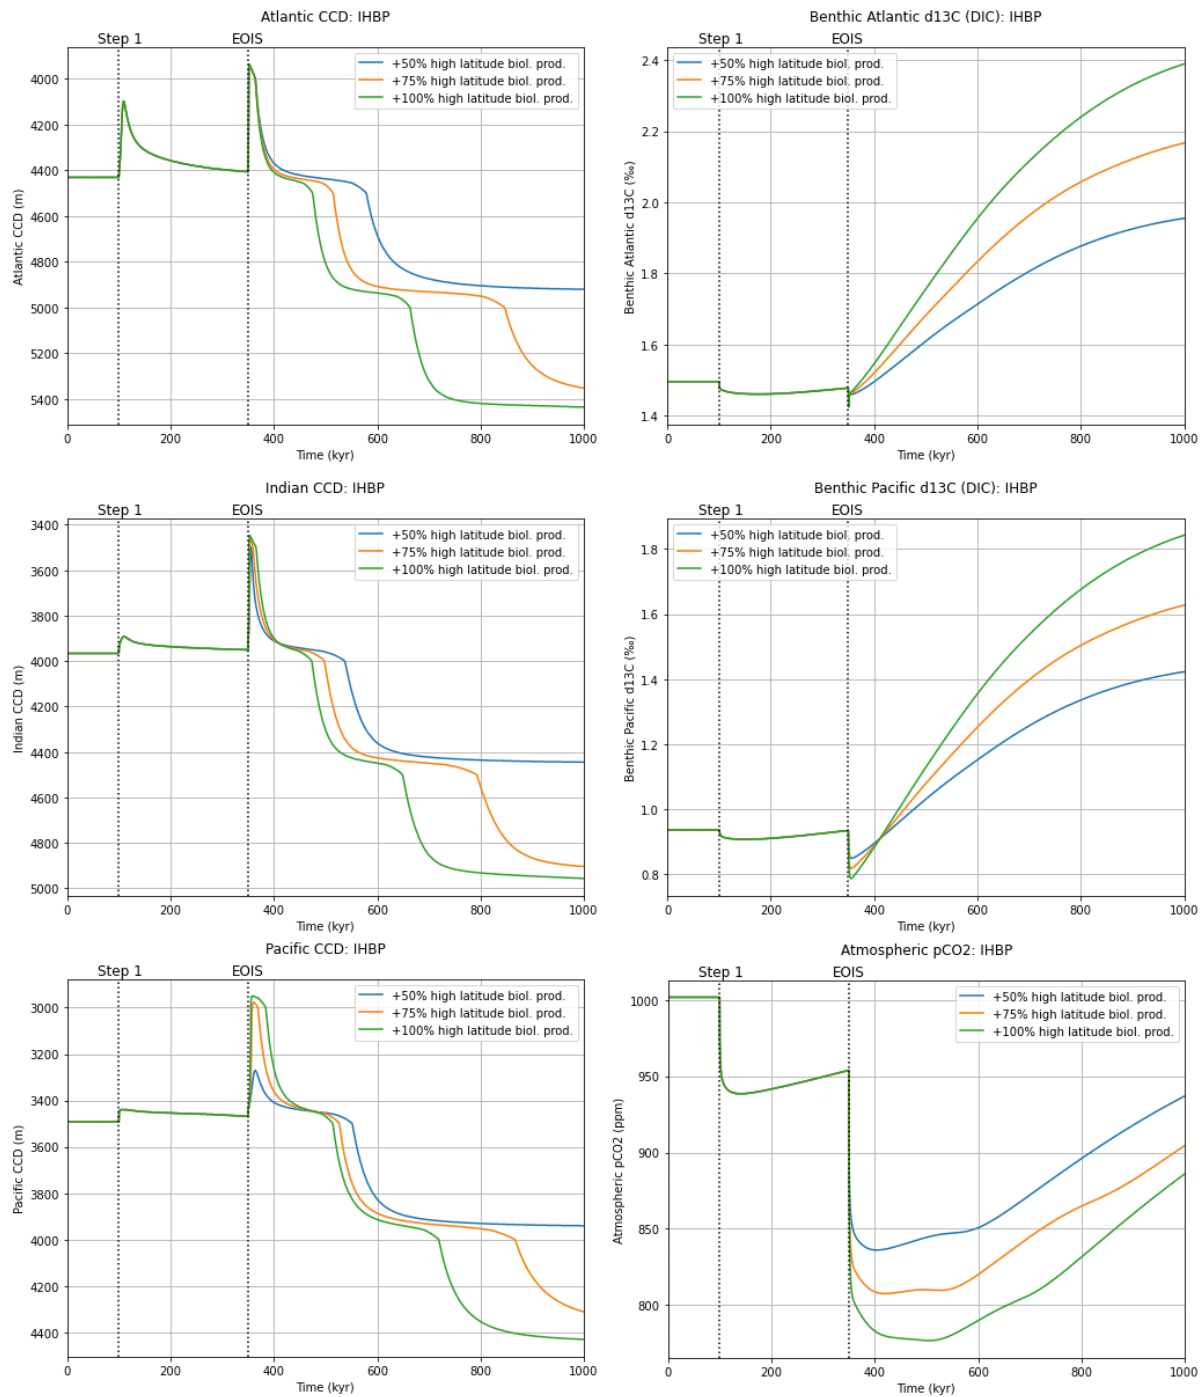 Atlantic CCD: IHBP
Step 1
EOIS
+50% high latitude biol. prod.
+75% high latitude biol. prod.
+100% high latitude biol. prod.
Atlantic CCD (m)
4000
4200
4400
4600
4800
5000
5200
5400
0
200
400
600
800
1000
Time (kyr)
Benthic Atlantic d13C (DIC): IHBP
Step 1
EOIS
+50% high latitude biol. prod.
+75% high latitude biol. prod.
+100% high latitude biol. prod.
Benthic Atlantic d13C (‰)
2.4
2.2
2.0
1.8
1.6
1.4
0
200
400
600
800
1000
Time (kyr)
Indian CCD: IHBP
Step 1
EOIS
+50% high latitude biol. prod.
+75% high latitude biol. prod.
+100% high latitude biol. prod.
Indian CCD (m)
3400
3600
3800
4000
4200
4400
4600
4800
5000
0
200
400
600
800
1000
Time (kyr)
Benthic Pacific d13C (DIC): IHBP
Step 1
EOIS
+50% high latitude biol. prod.
+75% high latitude biol. prod.
+100% high latitude biol. prod.
Benthic Pacific d13C (‰)
1.8
1.6
1.4
1.2
1.0
0.8
0
200
400
600
800
1000
Time (kyr)
Pacific CCD: IHBP
Step 1
EOIS
+50% high latitude biol. prod.
+75% high latitude biol. prod.
+100% high latitude biol. prod.
Pacific CCD (m)
3000
3200
3400
3600
3800
4000
4200
4400
0
200
400
600
800
1000
Time (kyr)
Atmospheric pCO2: IHBP
Step 1
EOIS
+50% high latitude biol. prod.
+75% high latitude biol. prod.
+100% high latitude biol. prod.
Atmospheric pCO2 (ppm)
1000
950
900
850
800
0
200
400
600
800
1000
Time (kyr)